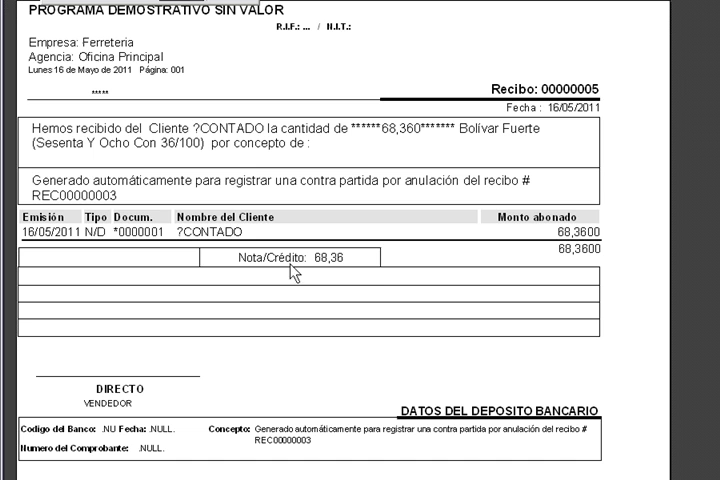 PROGRAMA DEMOSTRATIVO SIN VALOR
R.I.F.: ... / N.I.T.:
Empresa: Ferreteria
Agencia: Oficina Principal
Lunes 16 de Mayo de 2011 Página: 001
*****
Recibo: 00000005
Fecha : 16/05/2011
Hemos recibido del Cliente ?CONTADO la cantidad de ******68,360******* Bolívar Fuerte
(Sesenta Y Ocho Con 36/100) por concepto de :
Generado automáticamente para registrar una contra partida por anulación del recibo #
REC00000003
Emisión Tipo Docum. Nombre del Cliente Monto abonado
16/05/2011 N/D *0000001 ?CONTADO 68,3600
68,3600
Nota/Crédito: 68,36
DIRECTO
VENDEDOR
DATOS DEL DEPOSITO BANCARIO
Codigo del Banco: .NU Fecha: .NULL. Concepto: Generado automáticamente para registrar una contra partida por anulación del recibo #
REC00000003
Numero del Comprobante: .NULL.